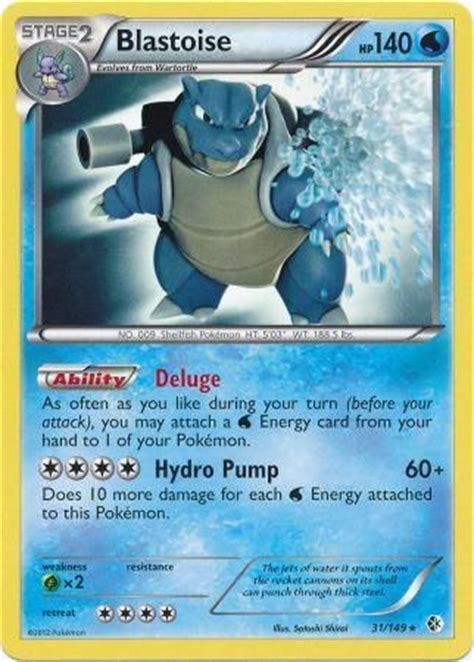 STAGE2
Blastoise
HP140
Evolves from Wartortle
NO. 009 Shellfish Pokémon HT: 5'03" WT: 188.5 lbs.
Ability Deluge
As often as you like during your turn (before your
attack), you may attach a Energy card from your
hand to 1 of your Pokémon.
Hydro Pump 60+
Does 10 more damage for each Energy attached
to this Pokémon.
weakness resistance
×2
The jets of water it spouts from
the rocket cannons on its shell
can punch through thick steel.
retreat
©2012 Pokémon
Illus. Satoshi Shirai
31/149